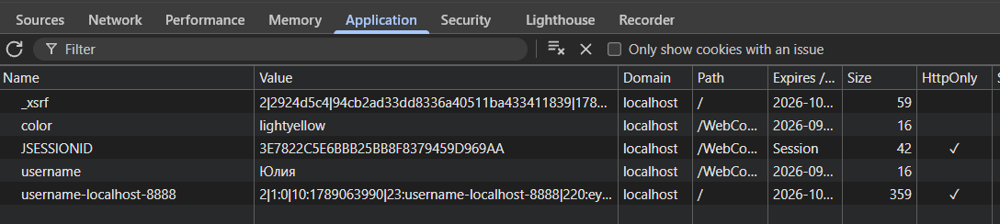 Sources Network Performance Memory Application Security Lighthouse Recorder
Filter Only show cookies with an issue
Name Value Domain Path Expires /... Size HttpOnly S
_xsrf 2|2924d5c4|94cb2ad33dd8336a40511ba433411839|178... localhost / 2026-10... 59
color lightyellow localhost /WebCo... 2026-09... 16
JSESSIONID 3E7822C5E6BBB25BB8F8379459D969AA localhost /WebCo... Session 42 ✓
username Юлия localhost /WebCo... 2026-09... 16
username-localhost-8888 2|1:0|10:1789063990|23:username-localhost-8888|220:ey... localhost / 2026-10... 359 ✓